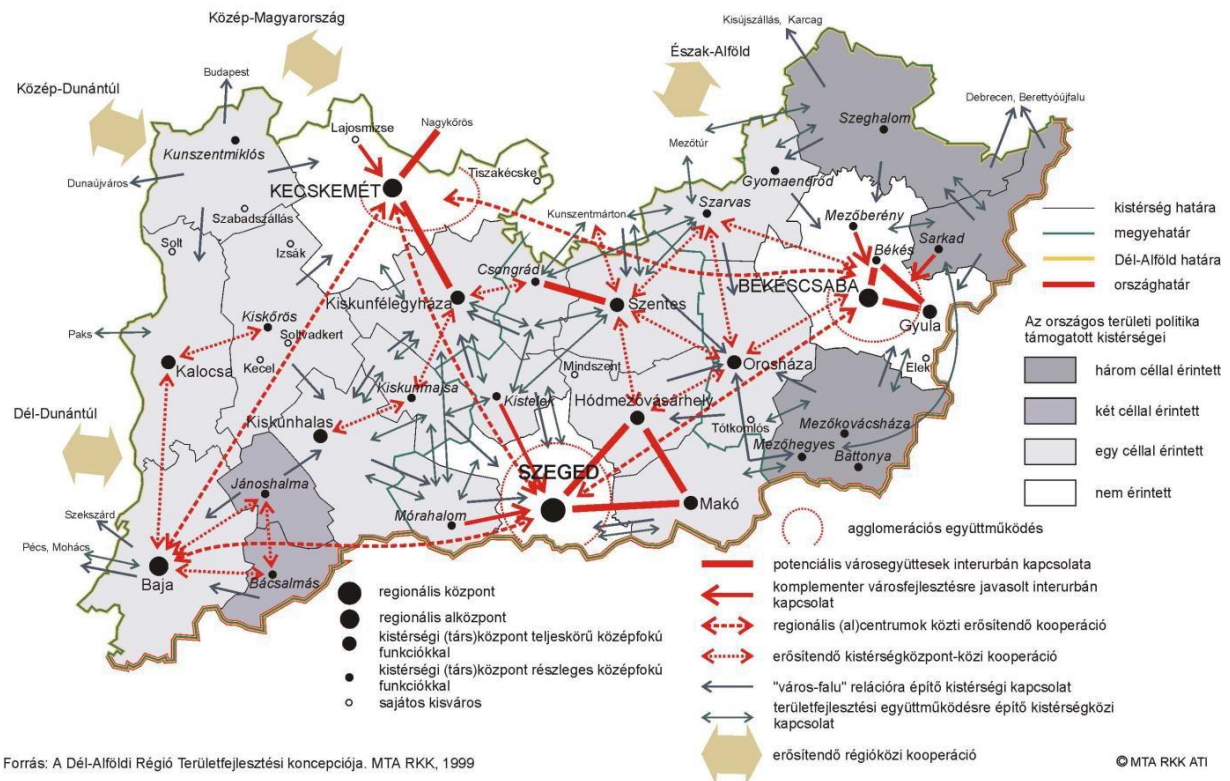 Közép-Magyarország
Kisújszállás, Karcag
Észak-Alföld
Budapest
Közép-Dunántúl
Debrecen, Berettyóújfalu
Lajosmizse
Nagykőrös
Szeghalom
Kunszentmiklós
Mezőtúr
Dunaújváros
Tiszakécske
KECSKEMÉT
Gyomaendrőd
Szabadszállás
Kunszentmárton
Szarvas
Mezőberény
Solt
Izsák
Békés
Sarkad
Csongrád
BÉKÉSCSABA
Kiskunfélegyháza
Szentes
Gyula
Kiskőrös
Paks
Soltvadkert
Kecel
Kalocsa
Mindszent
Orosháza
Elek
Kiskunmajsa
Kistelek
Hódmezővásárhely
Dél-Dunántúl
Kiskunhalas
Tótkomlós
Mezőkovácsháza
Mezőhegyes
Battonya
SZEGED
Jánoshalma
Makó
Szekszárd
Mórahalom
Pécs, Mohács
Baja
Bácsalmás
kistérség határa
megyehatár
Dél-Alföld határa
országhatár
Az országos területi politika
támogatott kistérségei
három céllal érintett
két céllal érintett
egy céllal érintett
nem érintett
agglomerációs együttműködés
potenciális városegyüttesek interurbán kapcsolata
komplementer városfejlesztésre javasolt interurbán
kapcsolat
regionális (al)centrumok közti erősítendő kooperáció
erősítendő kistérségközpont-közi kooperáció
"város-falu" relációra építő kistérségi kapcsolat
területfejlesztési együttműködésre építő kistérségközi
kapcsolat
erősítendő régióközi kooperáció
regionális központ
regionális alközpont
kistérségi (társ)központ teljeskörű középfokú
funkciókkal
kistérségi (társ)központ részleges középfokú
funkciókkal
sajátos kisváros
Forrás: A Dél-Alföldi Régió Területfejlesztési koncepciója. MTA RKK, 1999
© MTA RKK ATI